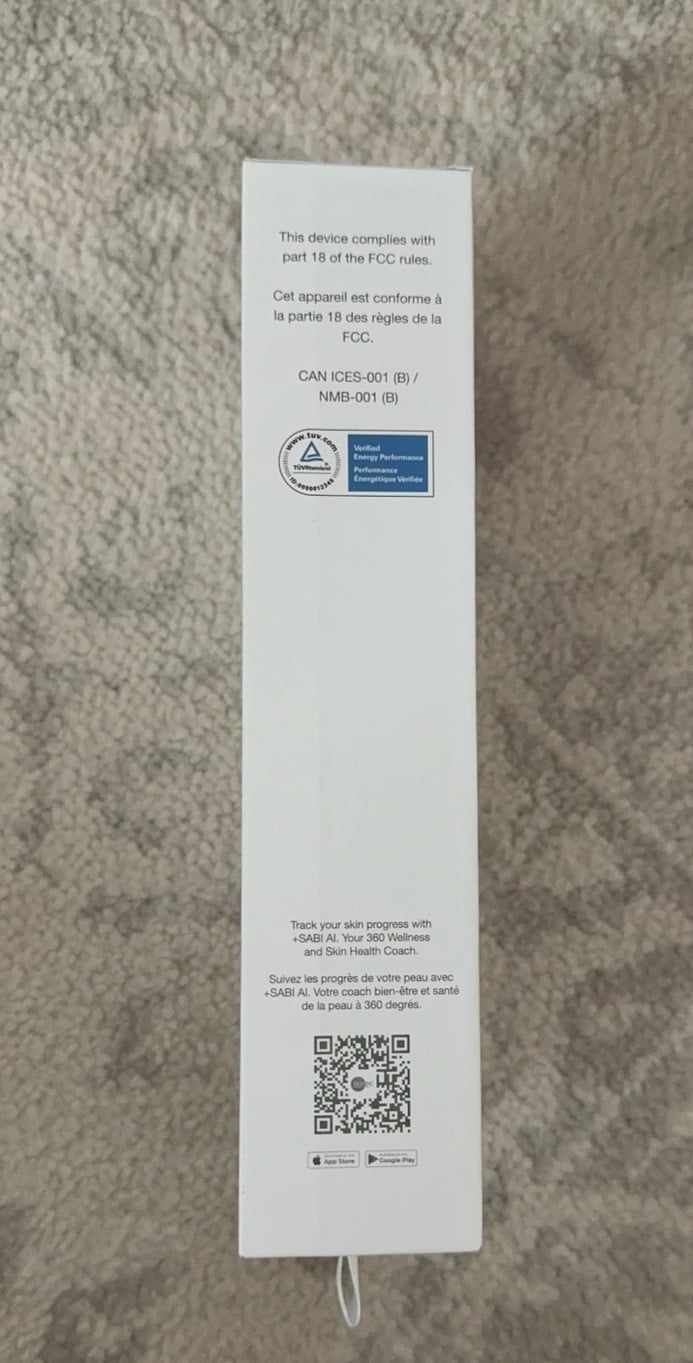 This device complies with
part 18 of the FCC rules.
Cet appareil est conforme à
la partie 18 des règles de la
FCC.
CAN ICES-001 (B) /
NMB-001 (B)
www.tuv.com
TÜVRheinland
ID:0000012345
Verified
Energy Performance
Performance
Énergétique Vérifiée
Track your skin progress with
+SABI AI. Your 360 Wellness
and Skin Health Coach.
Suivez les progrès de votre peau avec
+SABI AI. Votre coach bien-être et santé
de la peau à 360 degrés.
App Store
Google Play